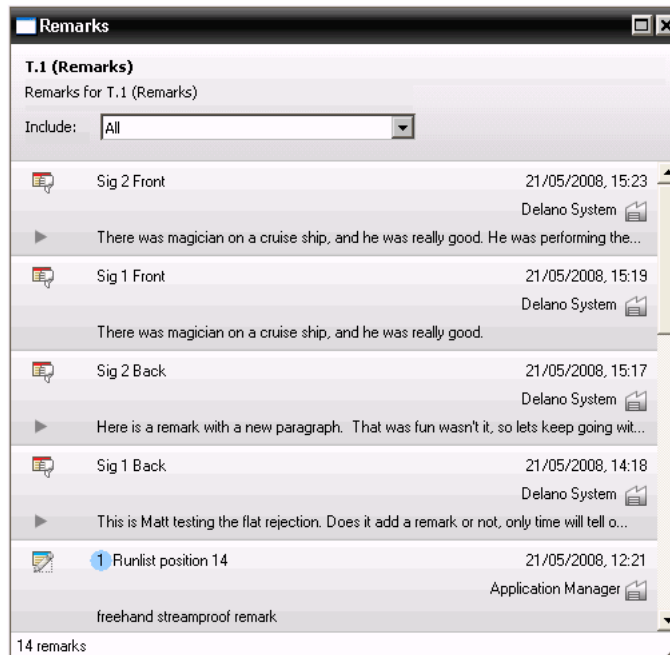 Remarks
T.1 (Remarks)
Remarks for T.1 (Remarks)
Include: All
Sig 2 Front 21/05/2008, 15:23
Delano System
There was magician on a cruise ship, and he was really good. He was performing the...
Sig 1 Front 21/05/2008, 15:19
Delano System
There was magician on a cruise ship, and he was really good.
Sig 2 Back 21/05/2008, 15:17
Delano System
Here is a remark with a new paragraph.  That was fun wasn't it, so lets keep going wit...
Sig 1 Back 21/05/2008, 14:18
Delano System
This is Matt testing the flat rejection. Does it add a remark or not, only time will tell o...
1 Runlist position 14 21/05/2008, 12:21
Application Manager
freehand streamproof remark
14 remarks